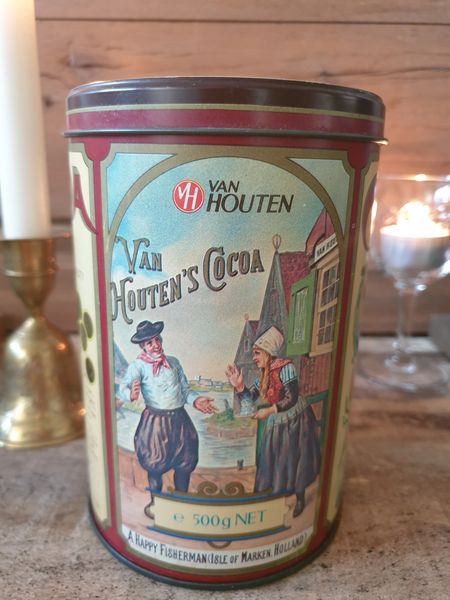 VH VAN
HOUTEN
VAN
HOUTEN'S COCOA
e 500g NET
A HAPPY FISHERMAN (ISLE OF MARKEN, HOLLAND)